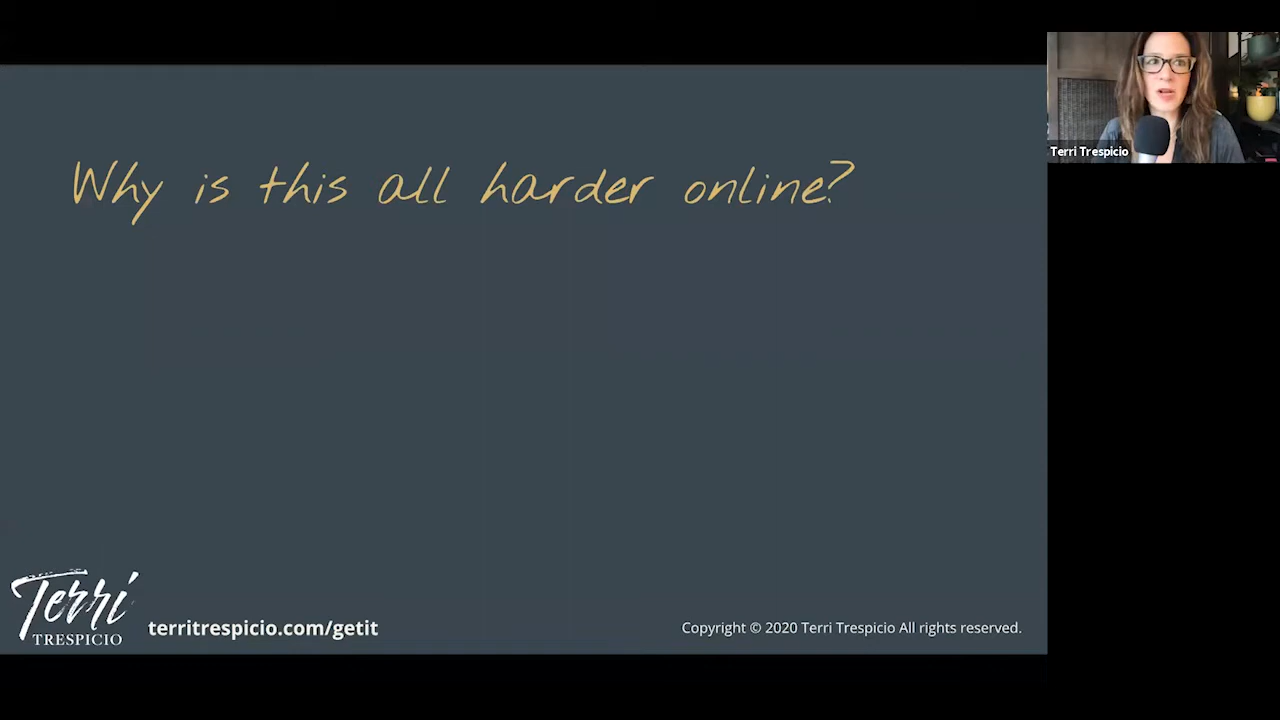 Why is this all harder online?
Terri Trespicio
Terri
TRESPICIO
territrespicio.com/getit
Copyright © 2020 Terri Trespicio All rights reserved.